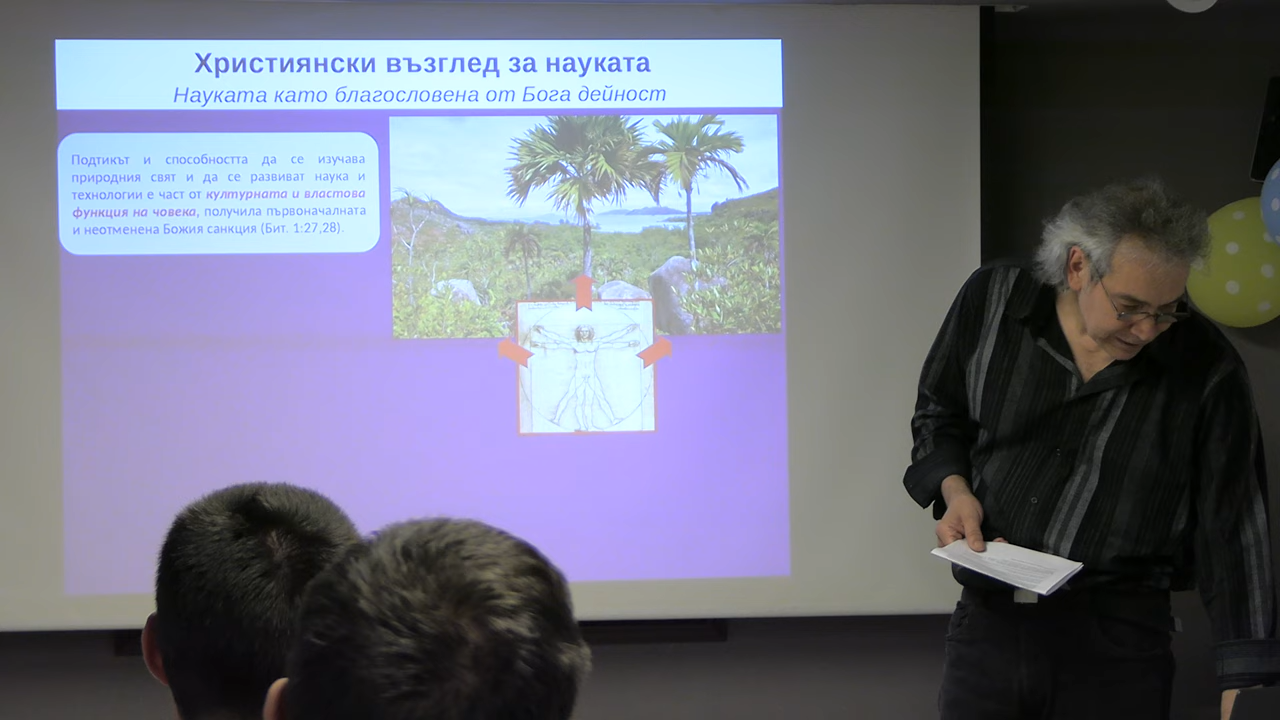 Християнски възглед за науката
Науката като благословена от Бога дейност
Подтикът и способността да се изучава
природния свят и да се развиват наука и
технологии е част от културната и властова
функция на човека, получила първоначалната
и неотменена Божия санкция (Бит. 1:27,28).